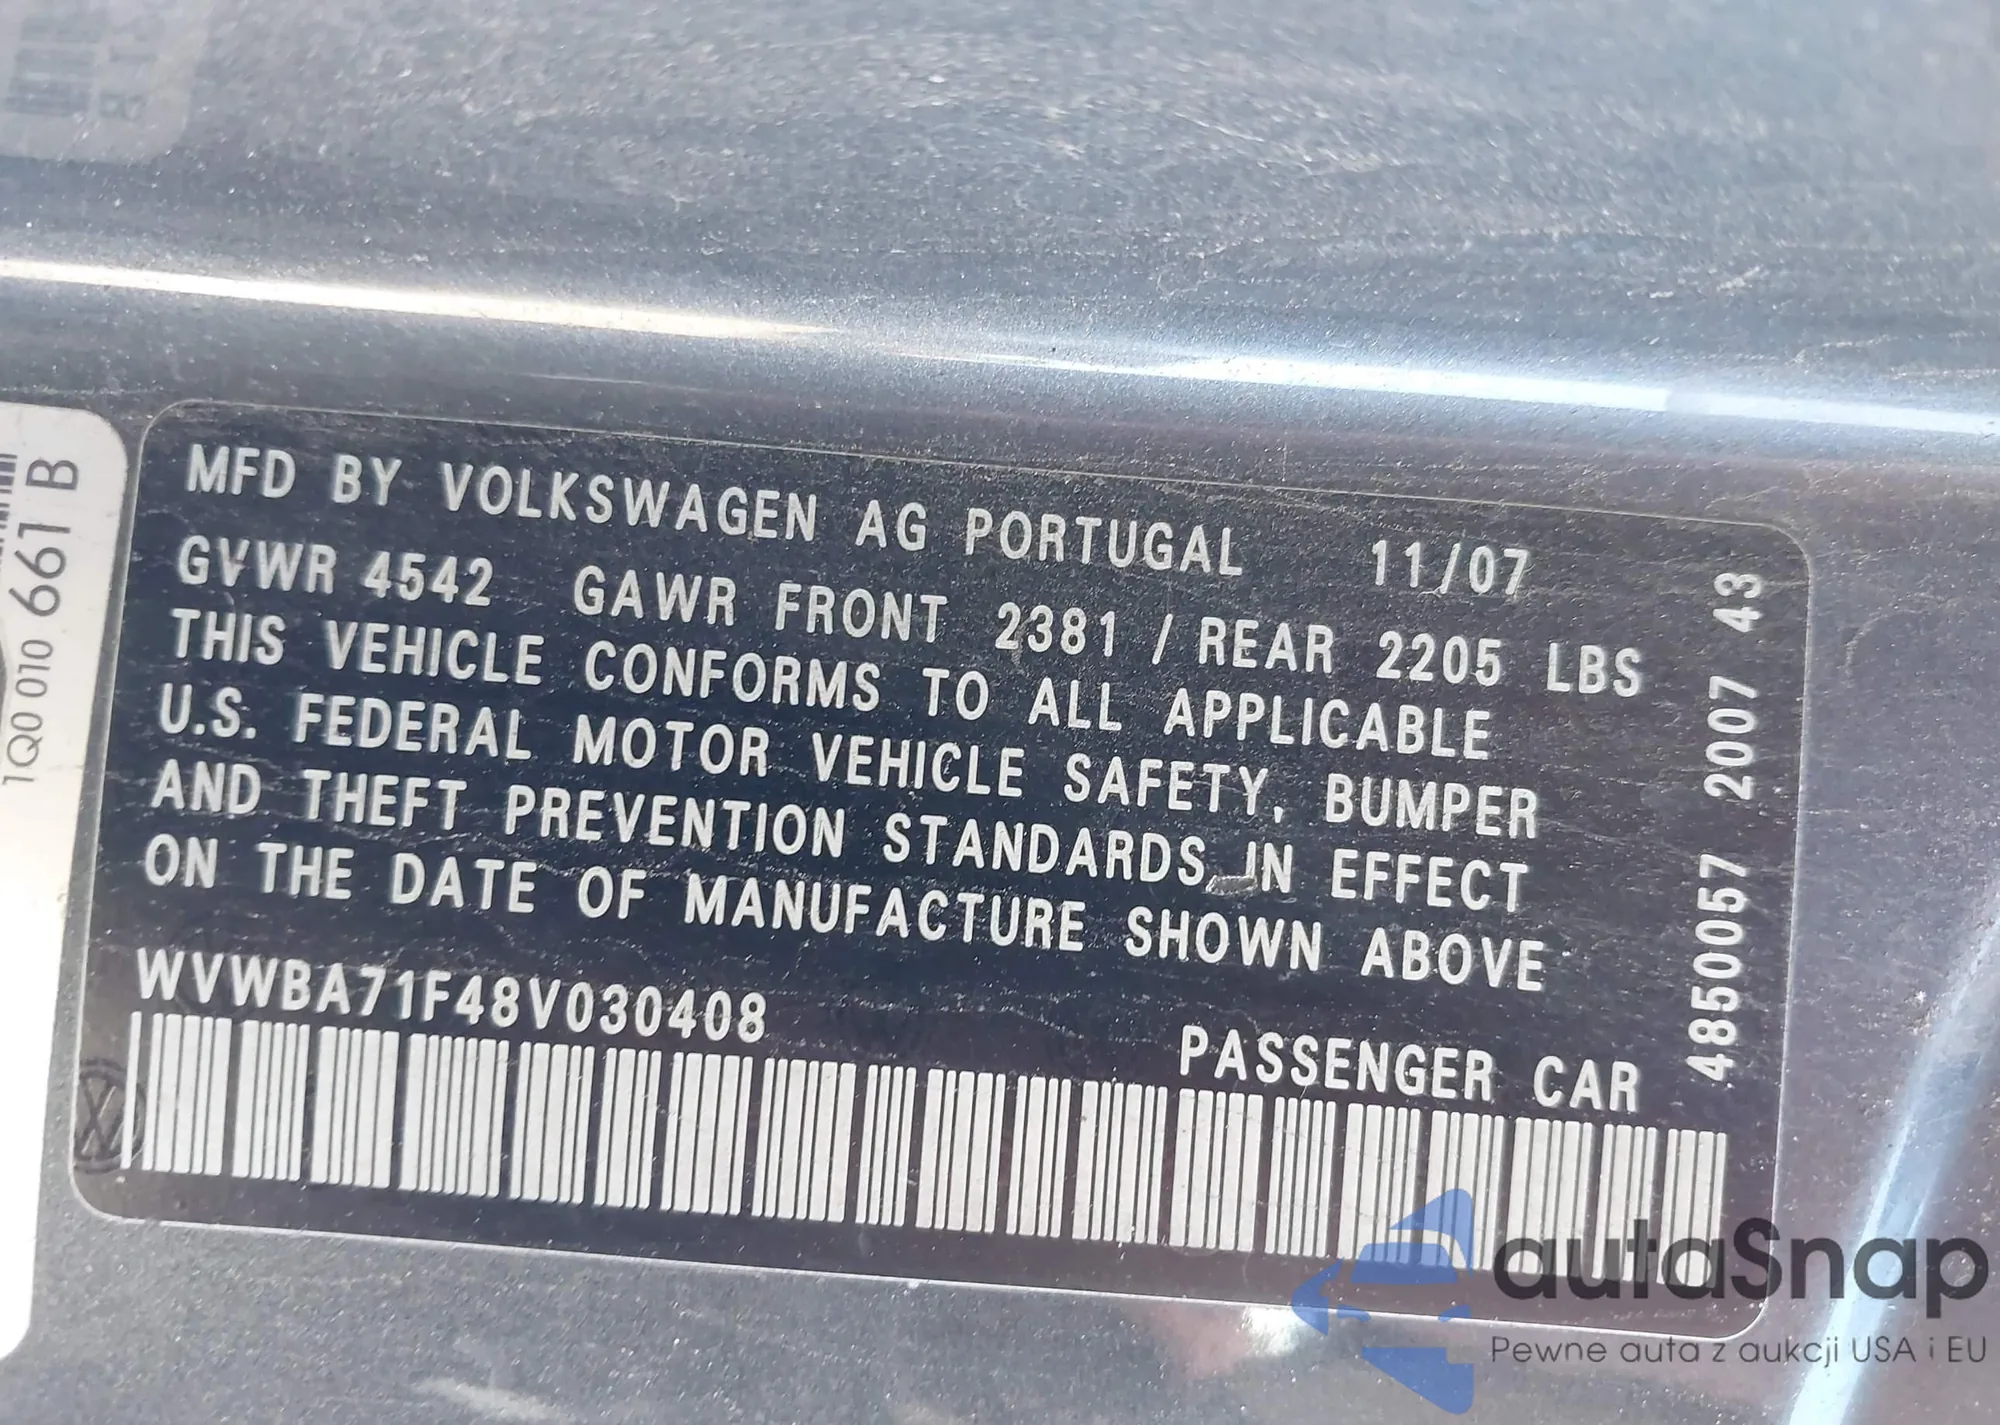 MFD BY VOLKSWAGEN AG PORTUGAL 11/07
GVWR 4542 GAWR FRONT 2381 / REAR 2205 LBS
THIS VEHICLE CONFORMS TO ALL APPLICABLE
U.S. FEDERAL MOTOR VEHICLE SAFETY, BUMPER
AND THEFT PREVENTION STANDARDS IN EFFECT
ON THE DATE OF MANUFACTURE SHOWN ABOVE
WVWBA71F48V030408
PASSENGER CAR
4850057 2007 43
1Q0 010 661 B
autaSnap
Pewne auta z aukcji USA i EU